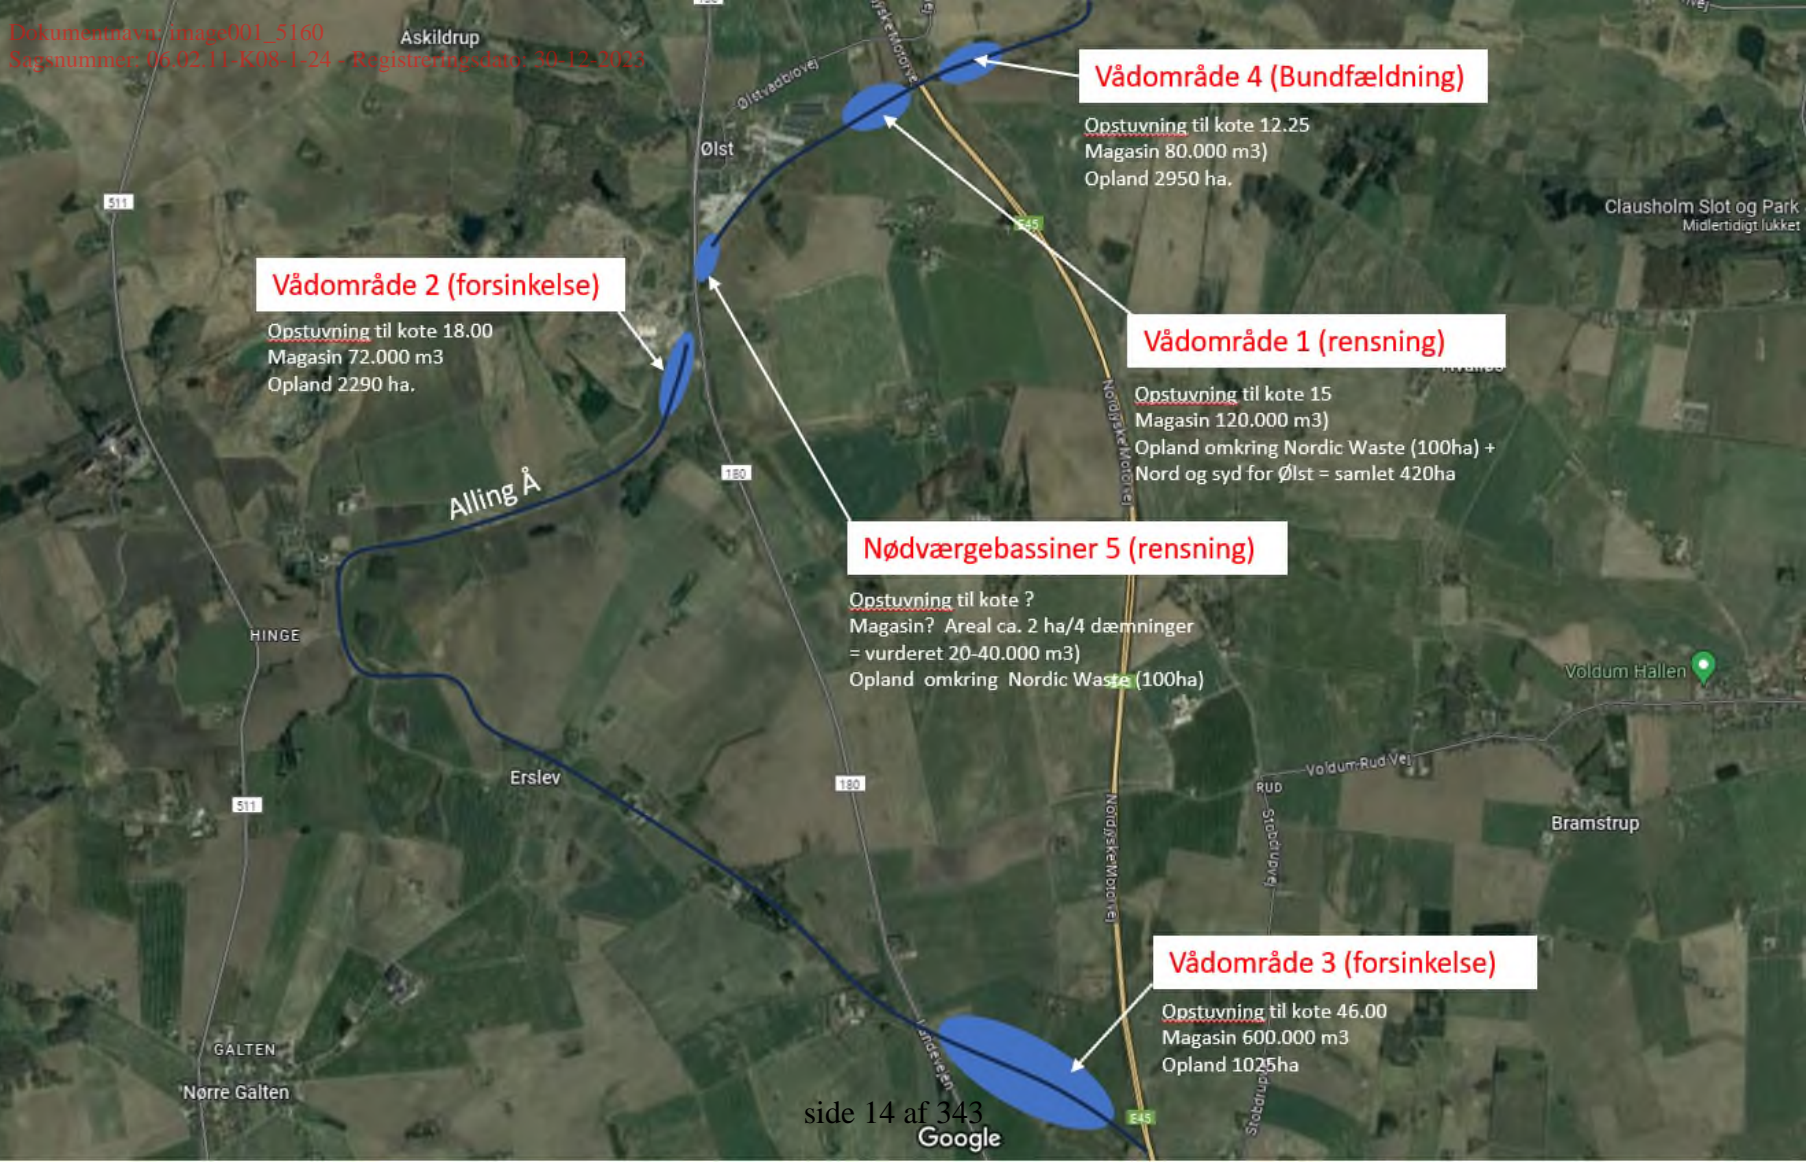 Dokumentnavn: image001_5160
Sagsnummer: 06.02.11-K08-1-24 - Registreringsdato: 30-12-2023
Askildrup
Ølstvadbrovej
Vådområde 4 (Bundfældning)
Opstuvning til kote 12.25
Magasin 80.000 m3)
Opland 2950 ha.
Ølst
511
E45
Clausholm Slot og Park
Midlertidigt lukket
Vådområde 2 (forsinkelse)
Opstuvning til kote 18.00
Magasin 72.000 m3
Opland 2290 ha.
Vådområde 1 (rensning)
Opstuvning til kote 15
Magasin 120.000 m3)
Opland omkring Nordic Waste (100ha) +
Nord og syd for Ølst = samlet 420ha
Nordjyske Motorvej
180
Alling Å
Nødværgebassiner 5 (rensning)
Opstuvning til kote ?
Magasin? Areal ca. 2 ha/4 dæmninger
= vurderet 20-40.000 m3)
Opland omkring Nordic Waste (100ha)
HINGE
Voldum Hallen
Erslev
180
511
Voldum-Rud Vej
RUD
Stobdrupvej
Bramstrup
Nordjyske Motorvej
Vådområde 3 (forsinkelse)
Opstuvning til kote 46.00
Magasin 600.000 m3
Opland 1025ha
Landevejen
GALTEN
Nørre Galten
side 14 af 343
E45
Google